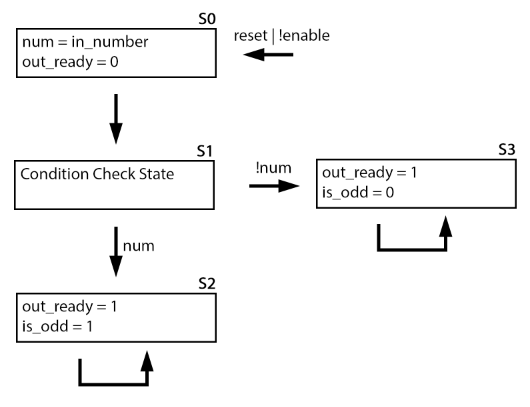 S0
num = in_number
out_ready = 0
reset | !enable
S1
Condition Check State
!num
S3
out_ready = 1
is_odd = 0
num
S2
out_ready = 1
is_odd = 1